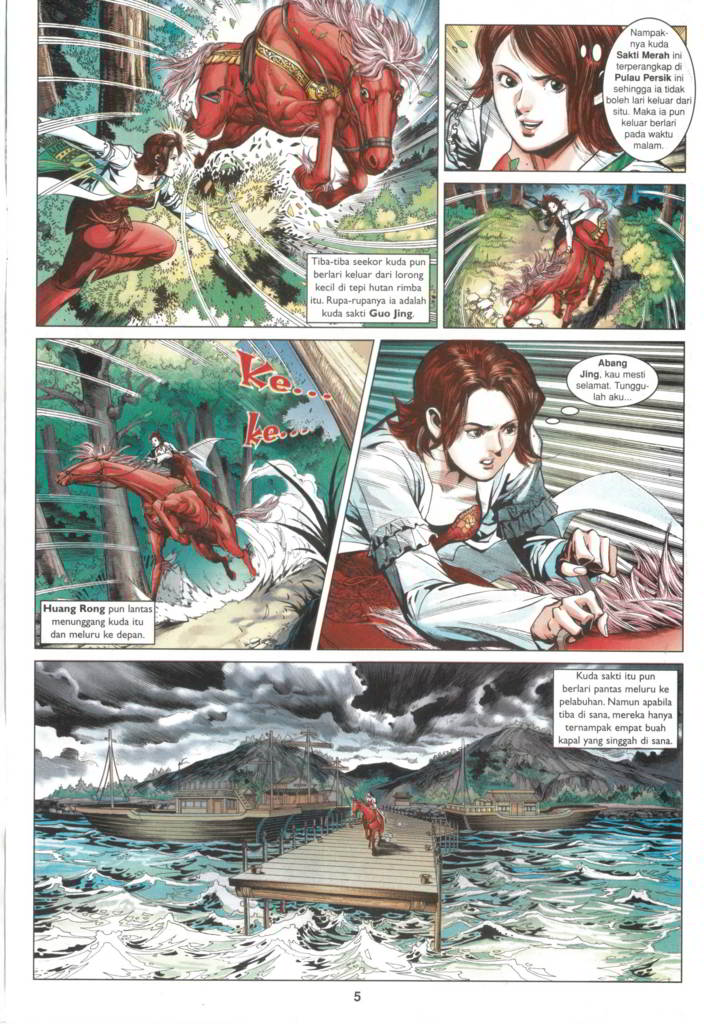 Tiba-tiba seekor kuda pun
berlari keluar dari lorong
kecil di tepi hutan rimba
itu. Rupa-rupanya ia adalah
kuda sakti Guo Jing.
Nampak-
nya kuda
Sakti Merah ini
terperangkap di
Pulau Persik ini
sehingga ia tidak
boleh lari keluar dari
situ. Maka ia pun
keluar berlari
pada waktu
malam.
Ke...
ke...
Huang Rong pun lantas
menunggang kuda itu
dan meluru ke depan.
Abang
Jing, kau mesti
selamat. Tunggu-
lah aku...
Kuda sakti itu pun
berlari pantas meluru ke
pelabuhan. Namun apabila
tiba di sana, mereka hanya
ternampak empat buah
kapal yang singgah di sana.
5